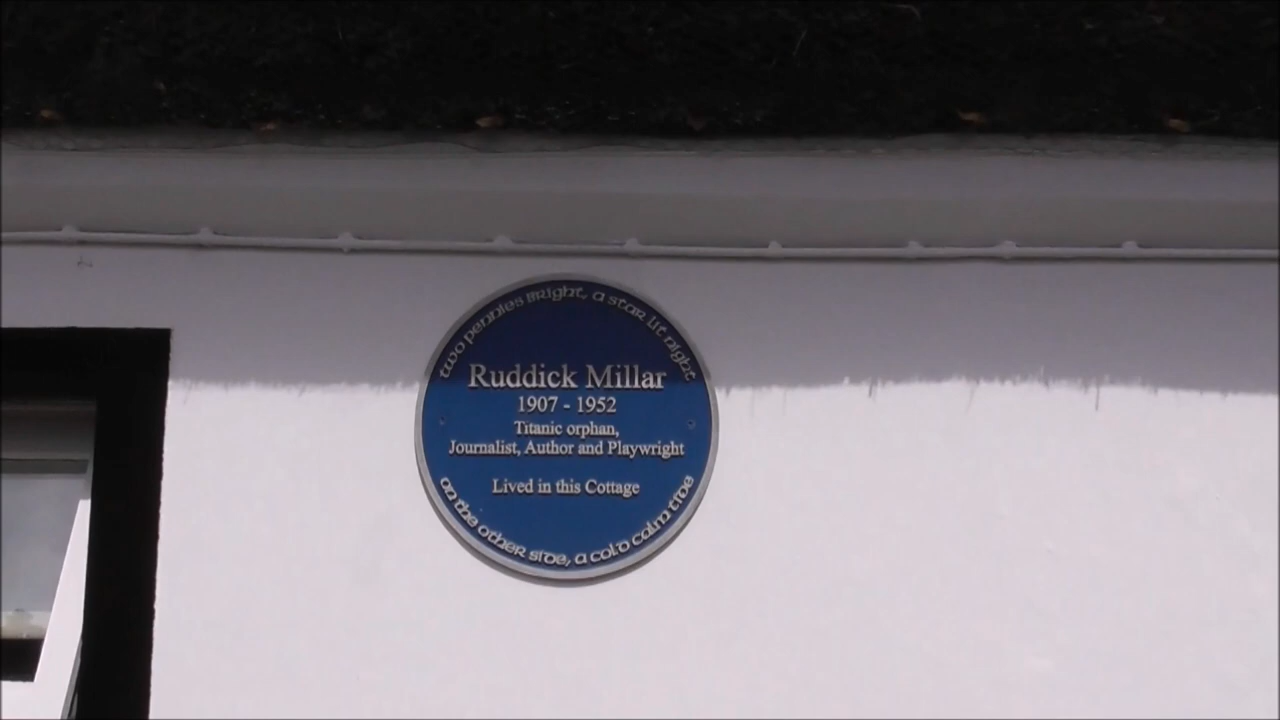 two pennies bright, a star lit night
Ruddick Millar
1907 - 1952
Titanic orphan,
Journalist, Author and Playwright
Lived in this Cottage
on the other side, a cold calm tide